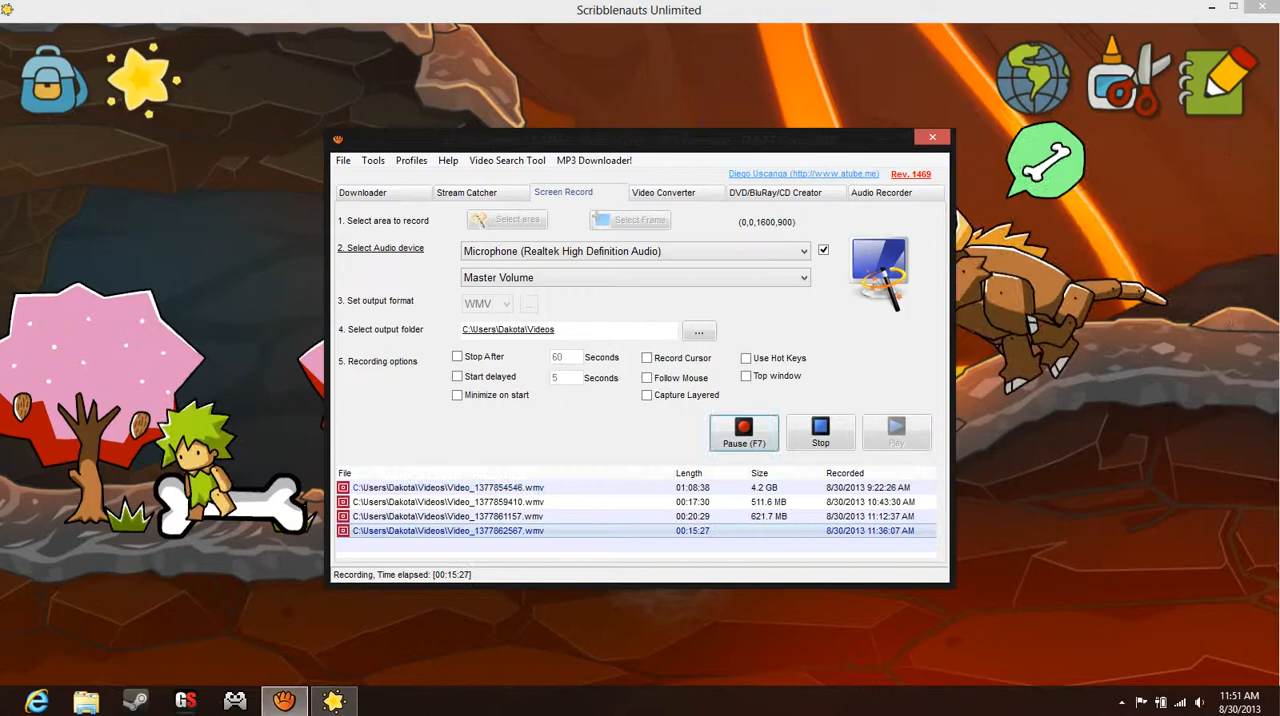 Scribblenauts Unlimited
File Tools Profiles Help Video Search Tool MP3 Downloader!
Diego Uscanga (http://www.atube.me) Rev. 1469
Downloader Stream Catcher Screen Record Video Converter DVD/BluRay/CD Creator Audio Recorder
1. Select area to record Select area Select Frame (0,0,1600,900)
2. Select Audio device Microphone (Realtek High Definition Audio)
Master Volume
3. Set output format WMV ...
4. Select output folder C:\Users\Dakota\Videos ...
5. Recording options Stop After 60 Seconds Record Cursor Use Hot Keys
Start delayed 5 Seconds Follow Mouse Top window
Minimize on start Capture Layered
Pause (F7) Stop Play
File Length Size Recorded
C:\Users\Dakota\Videos\Video_1377854546.wmv 01:08:38 4.2 GB 8/30/2013 9:22:26 AM
C:\Users\Dakota\Videos\Video_1377859410.wmv 00:17:30 511.6 MB 8/30/2013 10:43:30 AM
C:\Users\Dakota\Videos\Video_1377861157.wmv 00:20:29 621.7 MB 8/30/2013 11:12:37 AM
C:\Users\Dakota\Videos\Video_1377862567.wmv 00:15:27 8/30/2013 11:36:07 AM
Recording, Time elapsed: [00:15:27]
GS
11:51 AM
8/30/2013